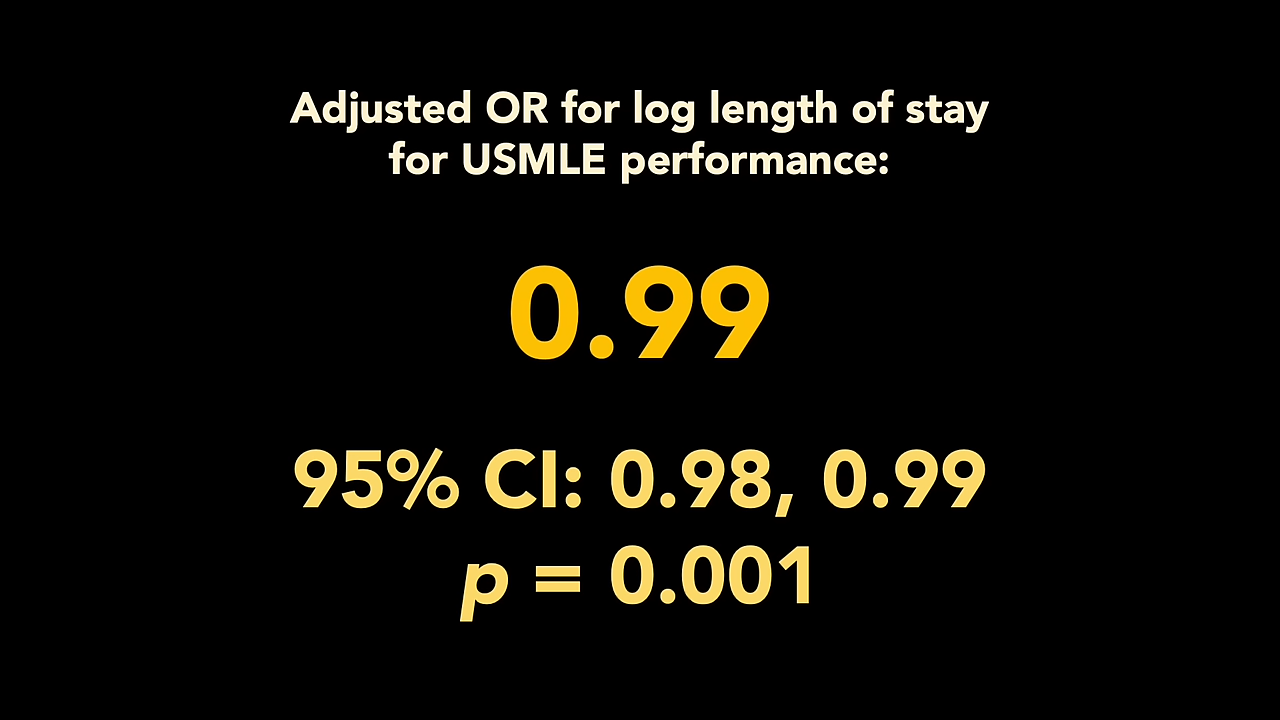 Adjusted OR for log length of stay
for USMLE performance:
0.99
95% CI: 0.98, 0.99
p = 0.001